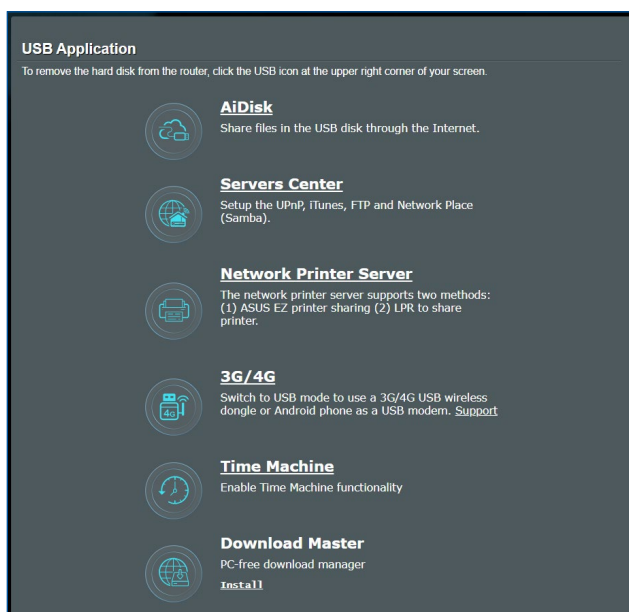 USB Application
To remove the hard disk from the router, click the USB icon at the upper right corner of your screen.
AiDisk
Share files in the USB disk through the Internet.
Servers Center
Setup the UPnP, iTunes, FTP and Network Place
(Samba).
Network Printer Server
The network printer server supports two methods:
(1) ASUS EZ printer sharing (2) LPR to share
printer.
3G/4G
Switch to USB mode to use a 3G/4G USB wireless
dongle or Android phone as a USB modem. Support
4G
Time Machine
Enable Time Machine functionality
Download Master
PC-free download manager
Install